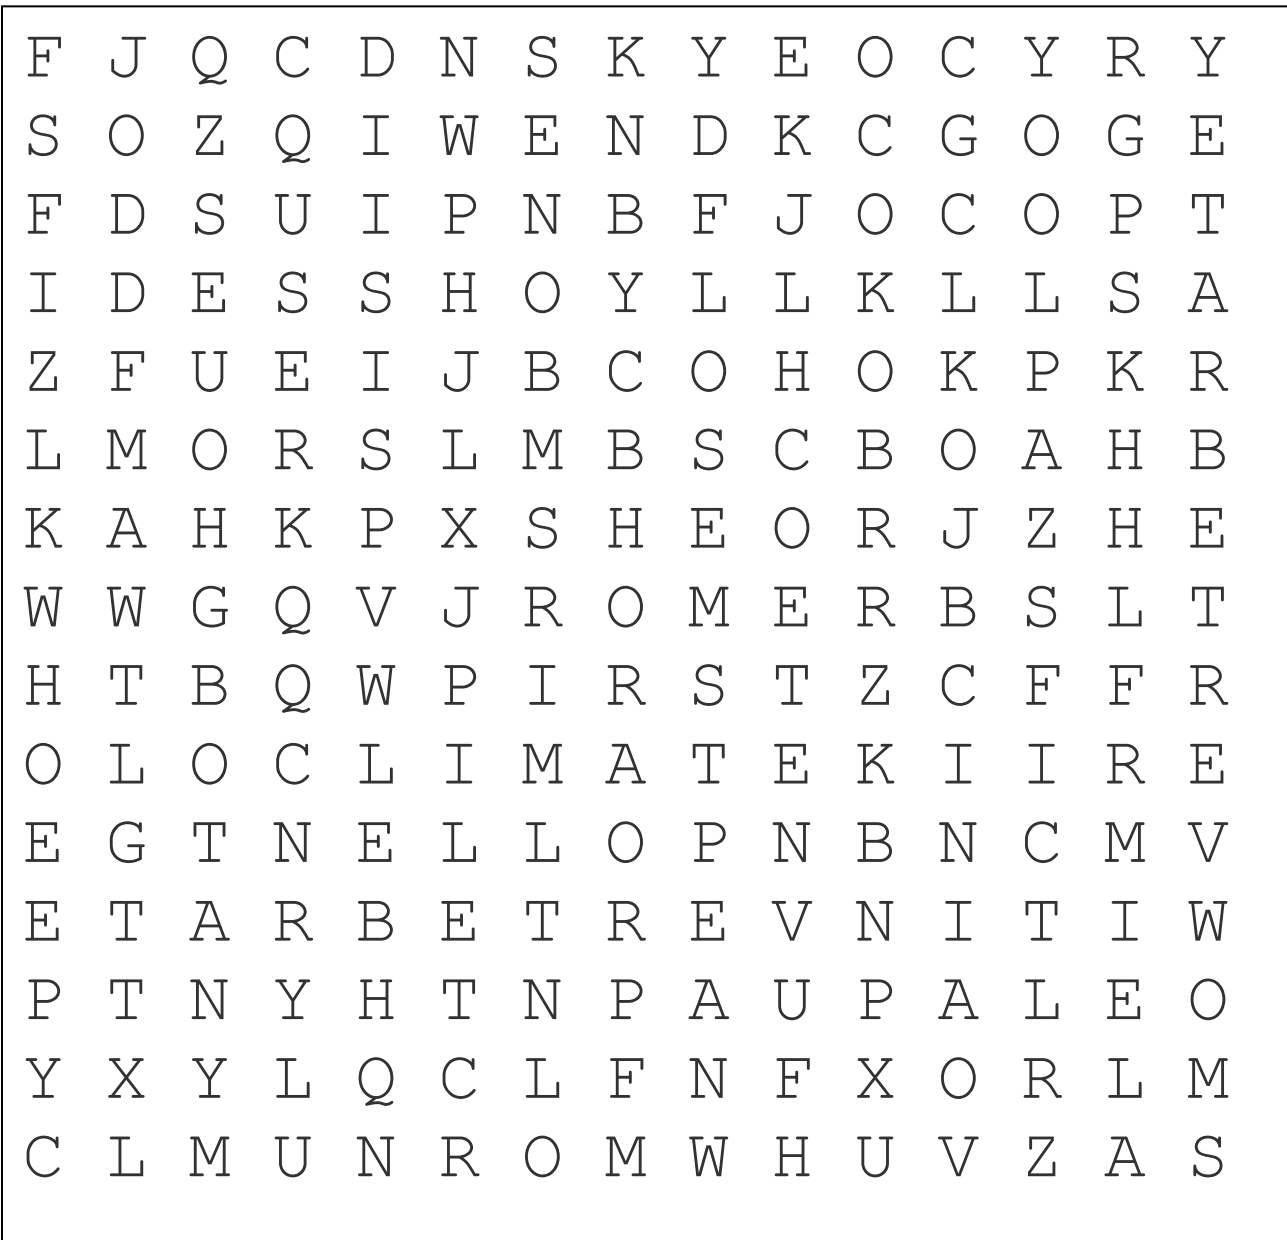 F J Q C D N S K Y E O C Y R Y
S O Z Q I W E N D K C G O G E
F D S U I P N B F J O C O P T
I D E S S H O Y L L K L L S A
Z F U E I J B C O H O K P K R
L M O R S L M B S C B O A H B
K A H K P X S H E O R J Z H E
W W G Q V J R O M E R B S L T
H T B Q W P I R S T Z C F F R
O L O C L I M A T E K I I R E
E G T N E L L O P N B N C M V
E T A R B E T R E V N I T I W
P T N Y H T N P A U P A L E O
Y X Y L Q C L F N F X O R L M
C L M U N R O M W H U V Z A S